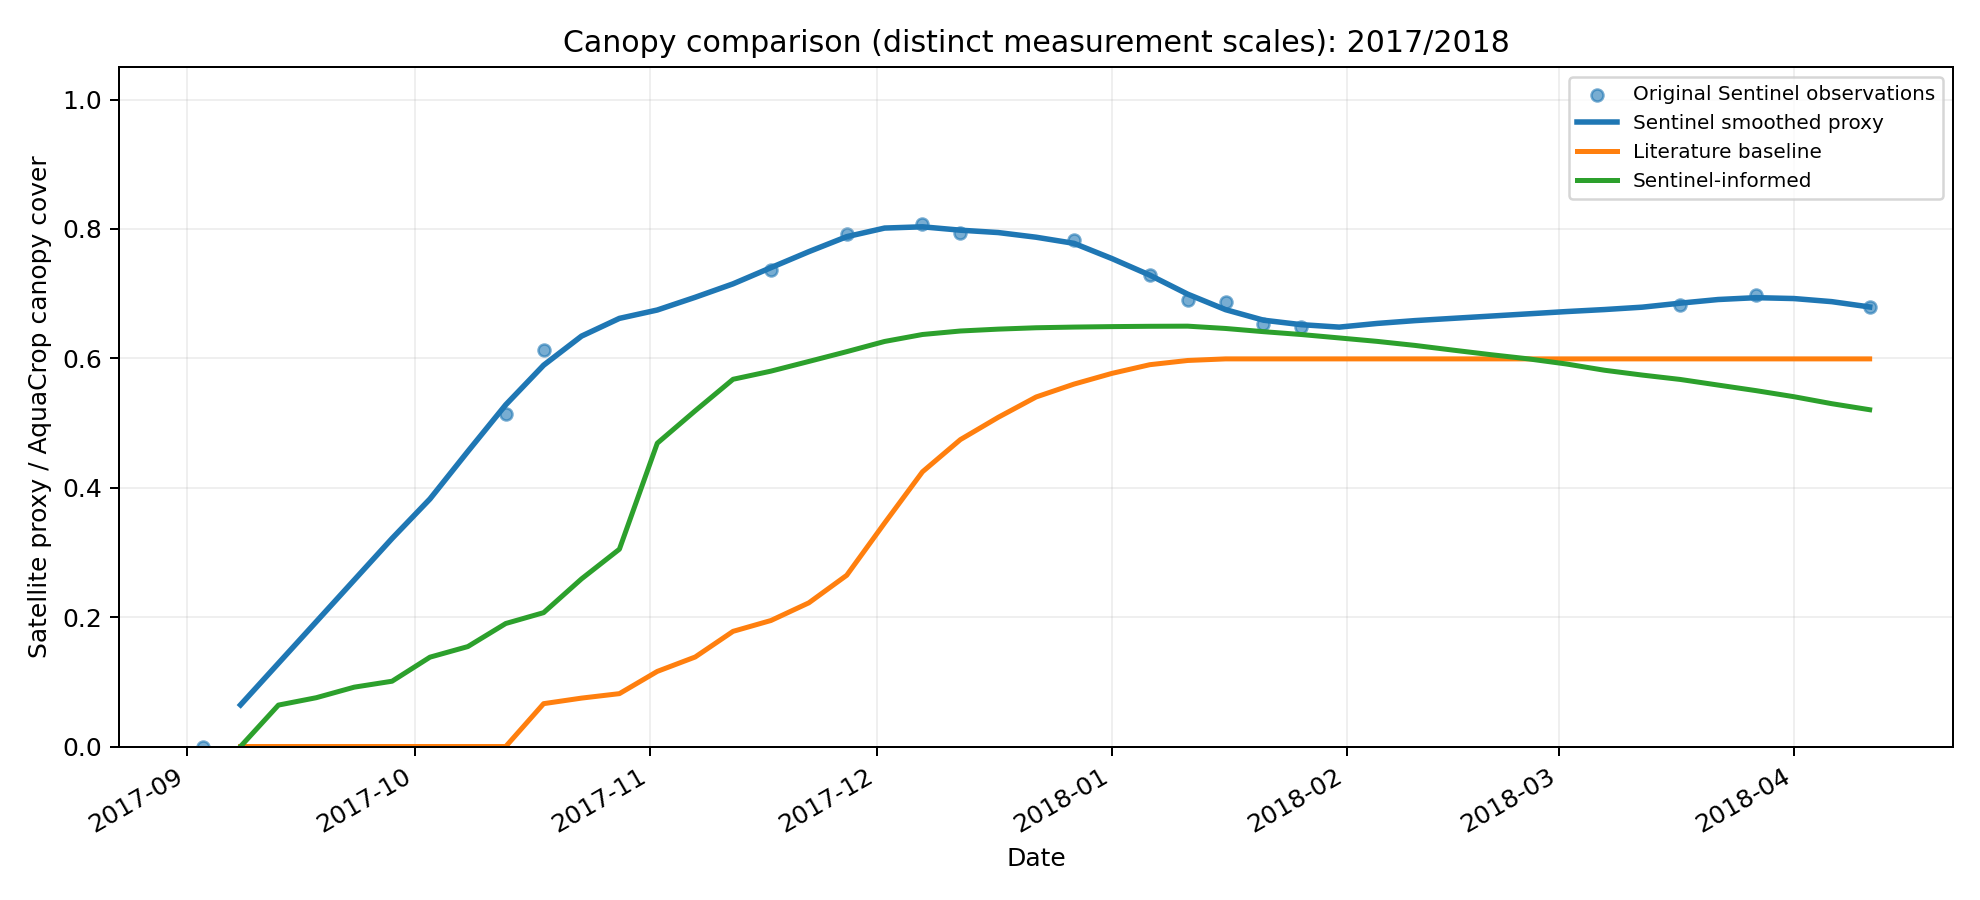 Canopy comparison (distinct measurement scales): 2017/2018
Original Sentinel observations
Sentinel smoothed proxy
Literature baseline
Sentinel-informed
Satellite proxy / AquaCrop canopy cover
1.0
0.8
0.6
0.4
0.2
0.0
2017-09
2017-10
2017-11
2017-12
2018-01
2018-02
2018-03
2018-04
Date